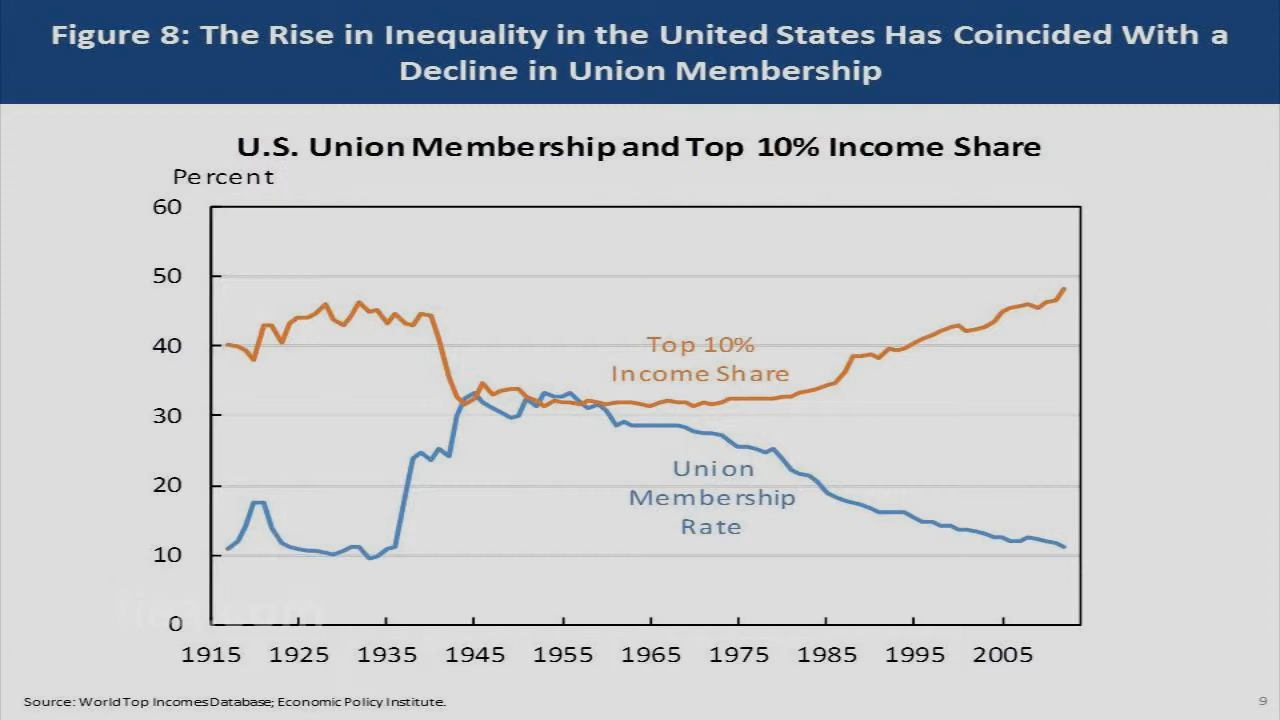 Figure 8: The Rise in Inequality in the United States Has Coincided With a
Decline in Union Membership
U.S. Union Membership and Top 10% Income Share
Percent
60
50
40
30
20
10
0
Top 10%
Income Share
Union
Membership
Rate
1915 1925 1935 1945 1955 1965 1975 1985 1995 2005
Source: World Top Incomes Database; Economic Policy Institute.
9